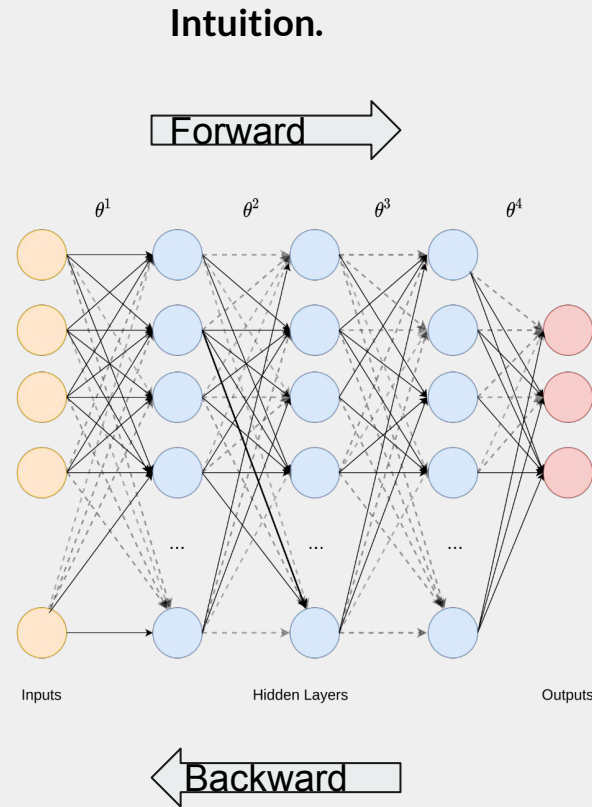 Intuition.
Forward
θ¹ θ² θ³ θ⁴
... ... ...
Inputs Hidden Layers Outputs
Backward